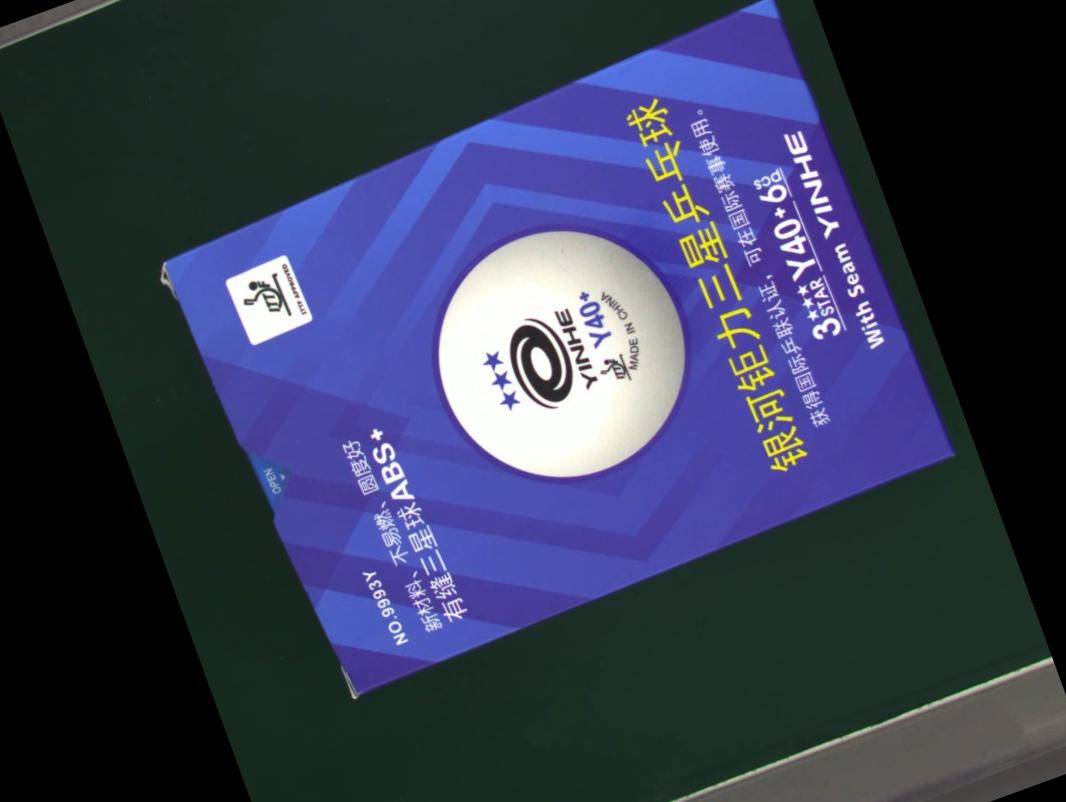 NO.9993Y
新材料、不易燃、圆度好
有缝三星球ABS+
ITTF APPROVED
OPEN
★★★
YINHE
Y40+
MADE IN CHINA
银河钜力三星乒乓球
获得国际乒联认证，可在国际赛事使用。
3★★★STAR Y40+ 6 PCS
With Seam YINHE